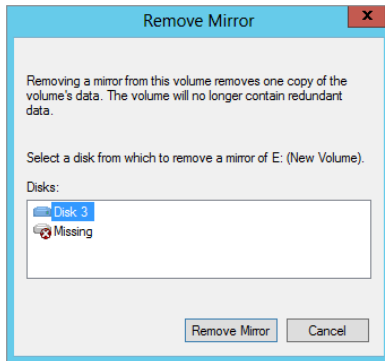 Remove Mirror
x
Removing a mirror from this volume removes one copy of the
volume's data. The volume will no longer contain redundant
data.
Select a disk from which to remove a mirror of E: (New Volume).
Disks:
Disk 3
Missing
Remove Mirror Cancel